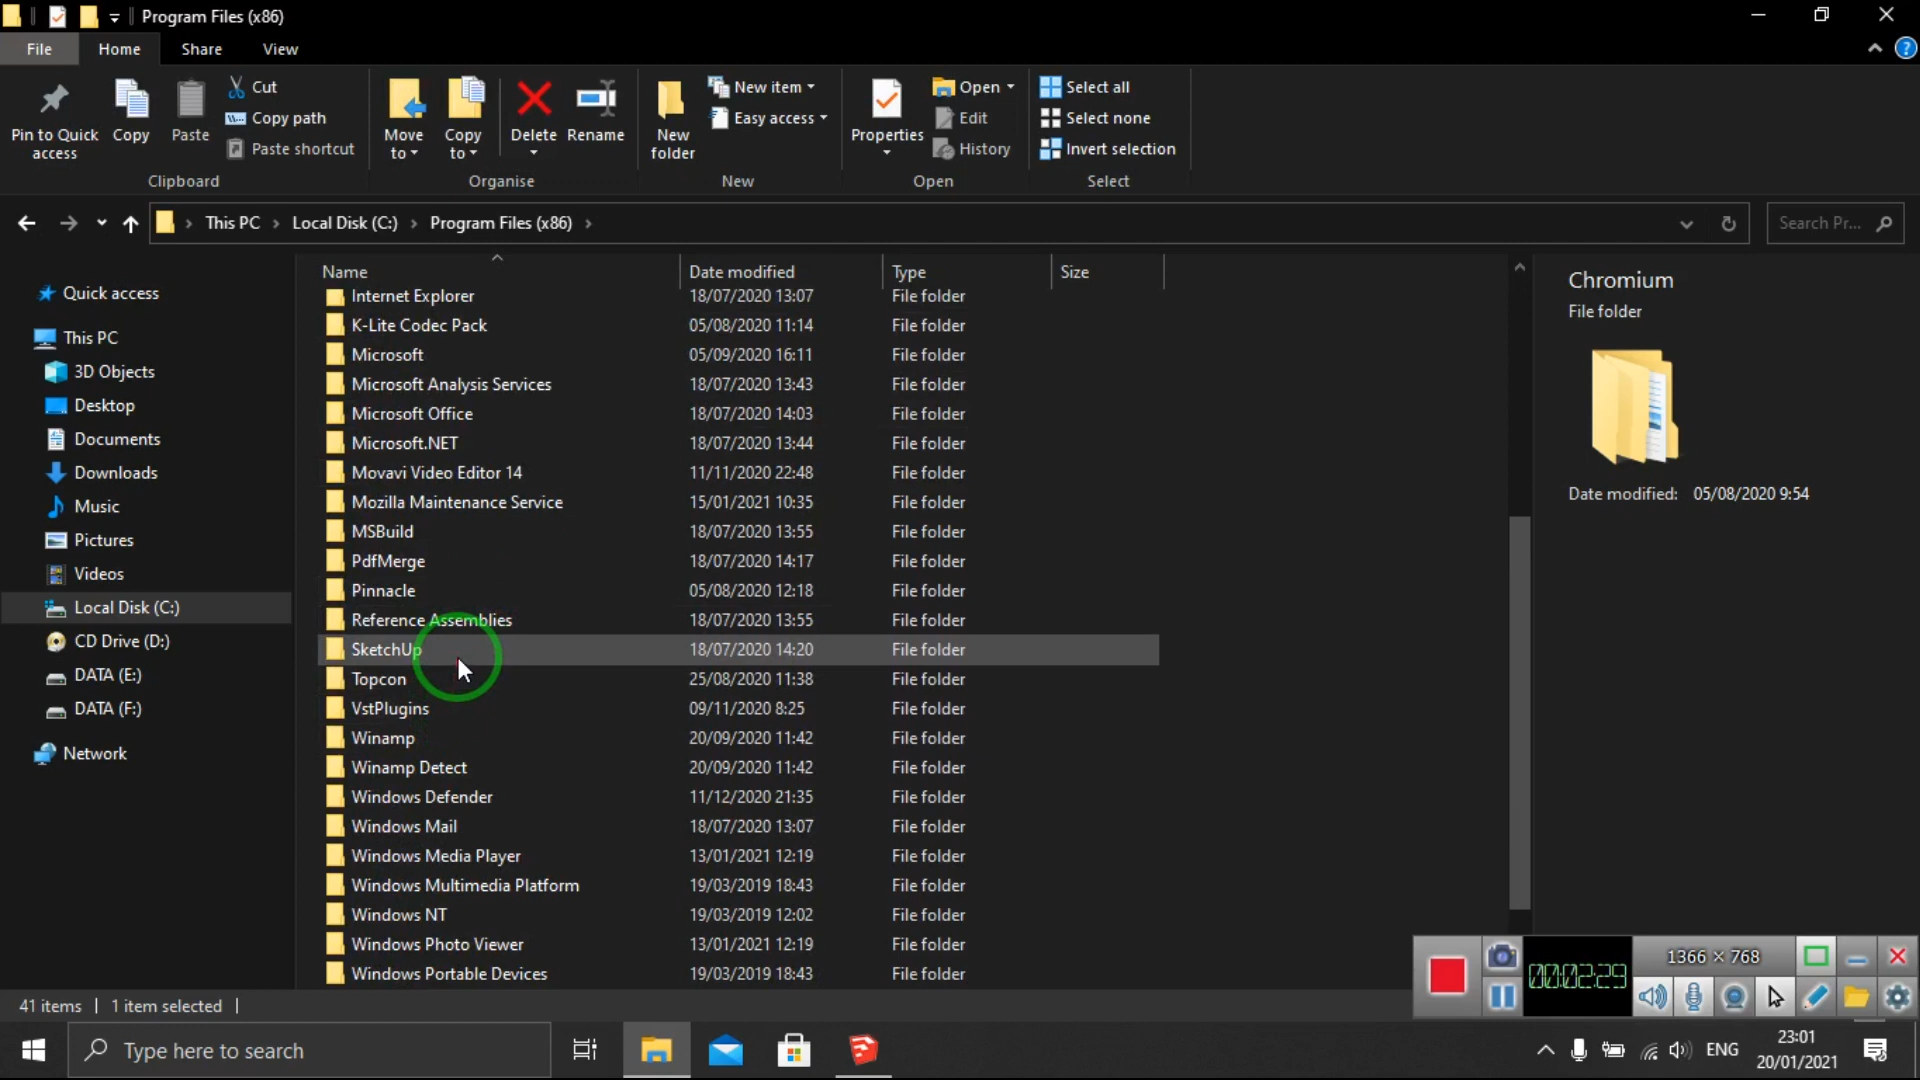 Program Files (x86)
File Home Share View
Pin to Quick access
Copy
Paste
Cut
Copy path
Paste shortcut
Clipboard
Move to
Copy to
Delete
Rename
Organise
New folder
New item
Easy access
New
Properties
Open
Edit
History
Open
Select all
Select none
Invert selection
Select
This PC Local Disk (C:) Program Files (x86)
Search Pr...
Quick access
This PC
3D Objects
Desktop
Documents
Downloads
Music
Pictures
Videos
Local Disk (C:)
CD Drive (D:)
DATA (E:)
DATA (F:)
Network
Name Date modified Type Size
Internet Explorer 18/07/2020 13:07 File folder
K-Lite Codec Pack 05/08/2020 11:14 File folder
Microsoft 05/09/2020 16:11 File folder
Microsoft Analysis Services 18/07/2020 13:43 File folder
Microsoft Office 18/07/2020 14:03 File folder
Microsoft.NET 18/07/2020 13:44 File folder
Movavi Video Editor 14 11/11/2020 22:48 File folder
Mozilla Maintenance Service 15/01/2021 10:35 File folder
MSBuild 18/07/2020 13:55 File folder
PdfMerge 18/07/2020 14:17 File folder
Pinnacle 05/08/2020 12:18 File folder
Reference Assemblies 18/07/2020 13:55 File folder
SketchUp 18/07/2020 14:20 File folder
Topcon 25/08/2020 11:38 File folder
VstPlugins 09/11/2020 8:25 File folder
Winamp 20/09/2020 11:42 File folder
Winamp Detect 20/09/2020 11:42 File folder
Windows Defender 11/12/2020 21:35 File folder
Windows Mail 18/07/2020 13:07 File folder
Windows Media Player 13/01/2021 12:19 File folder
Windows Multimedia Platform 19/03/2019 18:43 File folder
Windows NT 19/03/2019 12:02 File folder
Windows Photo Viewer 13/01/2021 12:19 File folder
Windows Portable Devices 19/03/2019 18:43 File folder
Chromium
File folder
Date modified: 05/08/2020 9:54
41 items 1 item selected
00:02:29
1366 × 768
Type here to search
ENG
23:01
20/01/2021